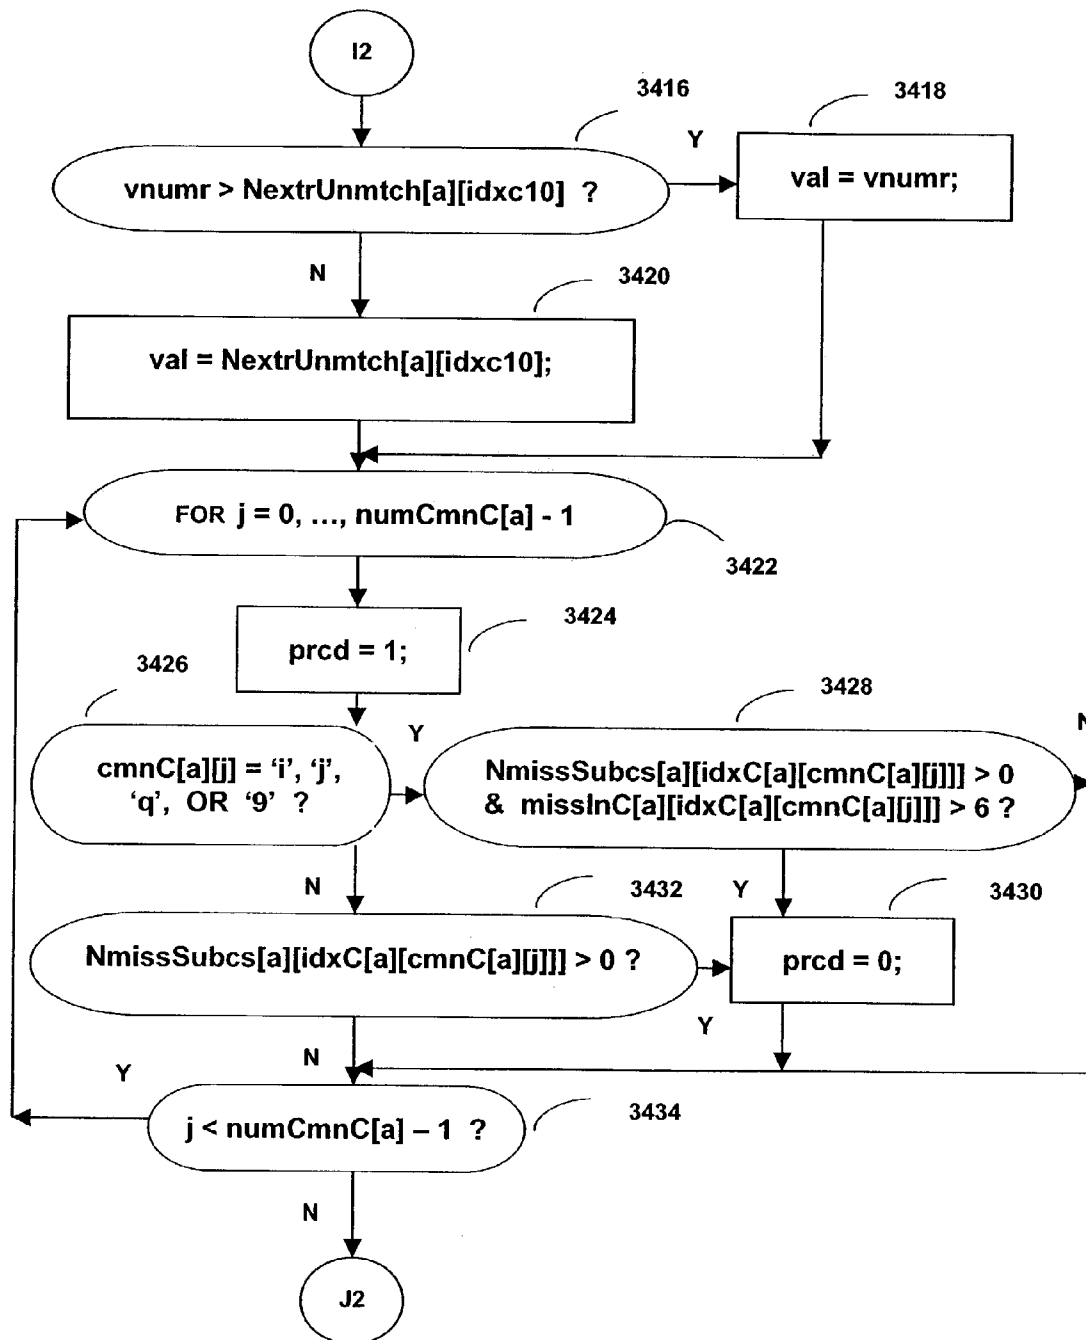 I2
3416
3418
vnumr > NextrUnmtch[a][idxc10] ?
Y
val = vnumr;
N
3420
val = NextrUnmtch[a][idxc10];
FOR j = 0, ..., numCmnC[a] - 1
3422
3424
prcd = 1;
3426
3428
Y
N
cmnC[a][j] = ‘i’, ‘j’,
‘q’, OR ‘9’ ?
NmissSubcs[a][idxC[a][cmnC[a][j]]] > 0
& missInC[a][idxC[a][cmnC[a][j]]] > 6 ?
N
3432
Y
3430
NmissSubcs[a][idxC[a][cmnC[a][j]]] > 0 ?
prcd = 0;
Y
N
Y
j < numCmnC[a] – 1 ?
3434
N
J2